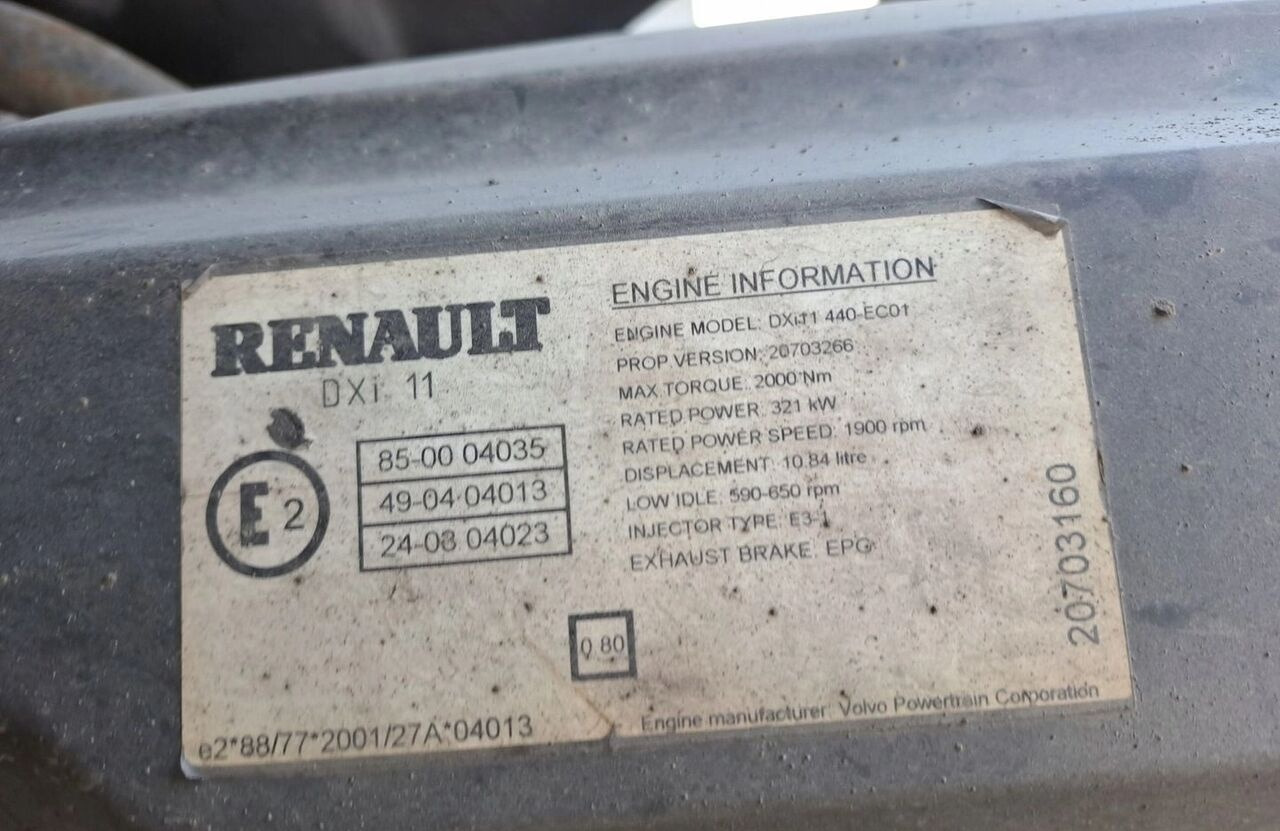 RENAULT
DXi 11
E 2
85-00 04035
49-04 04013
24-03 04023
0.80
e2*88/77*2001/27A*04013
ENGINE INFORMATION
ENGINE MODEL: DXi11 440-EC01
PROP VERSION: 20703266
MAX TORQUE: 2000 Nm
RATED POWER: 321 kW
RATED POWER SPEED: 1900 rpm
DISPLACEMENT: 10.84 litre
LOW IDLE: 590-650 rpm
INJECTOR TYPE: E3-1
EXHAUST BRAKE: EPG
Engine manufacturer: Volvo Powertrain Corporation
20703160